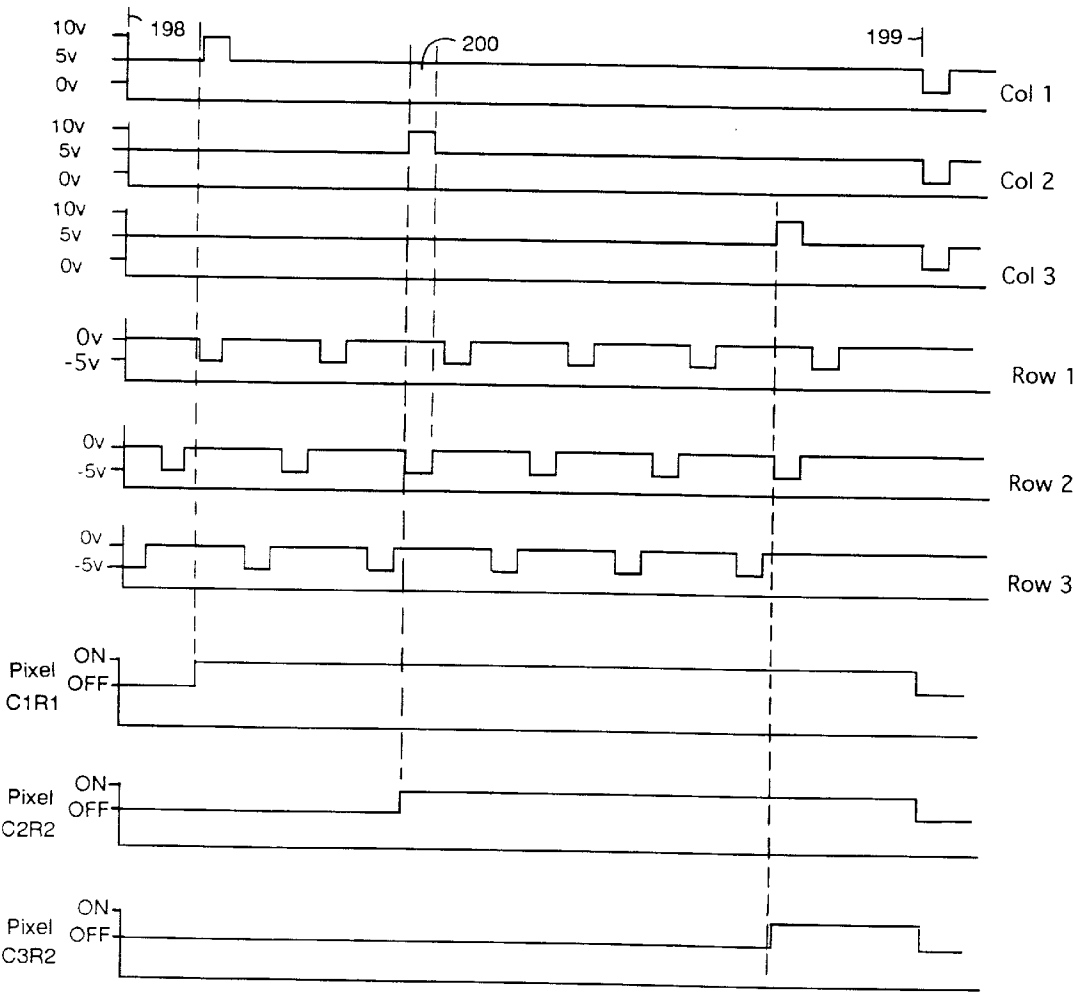 198
10v
5v
0v
200
199
Col 1
10v
5v
0v
Col 2
10v
5v
0v
Col 3
0v
-5v
Row 1
0v
-5v
Row 2
0v
-5v
Row 3
ON
OFF
Pixel
C1R1
ON
OFF
Pixel
C2R2
ON
OFF
Pixel
C3R2